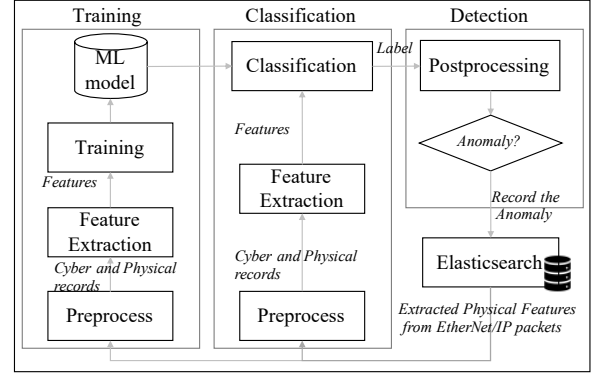 Training
ML
model
Training
Features
Feature
Extraction
Cyber and Physical
records
Preprocess
Classification
Classification
Features
Feature
Extraction
Cyber and Physical
records
Preprocess
Detection
Label
Postprocessing
Anomaly?
Record the
Anomaly
Elasticsearch
Extracted Physical Features
from EtherNet/IP packets